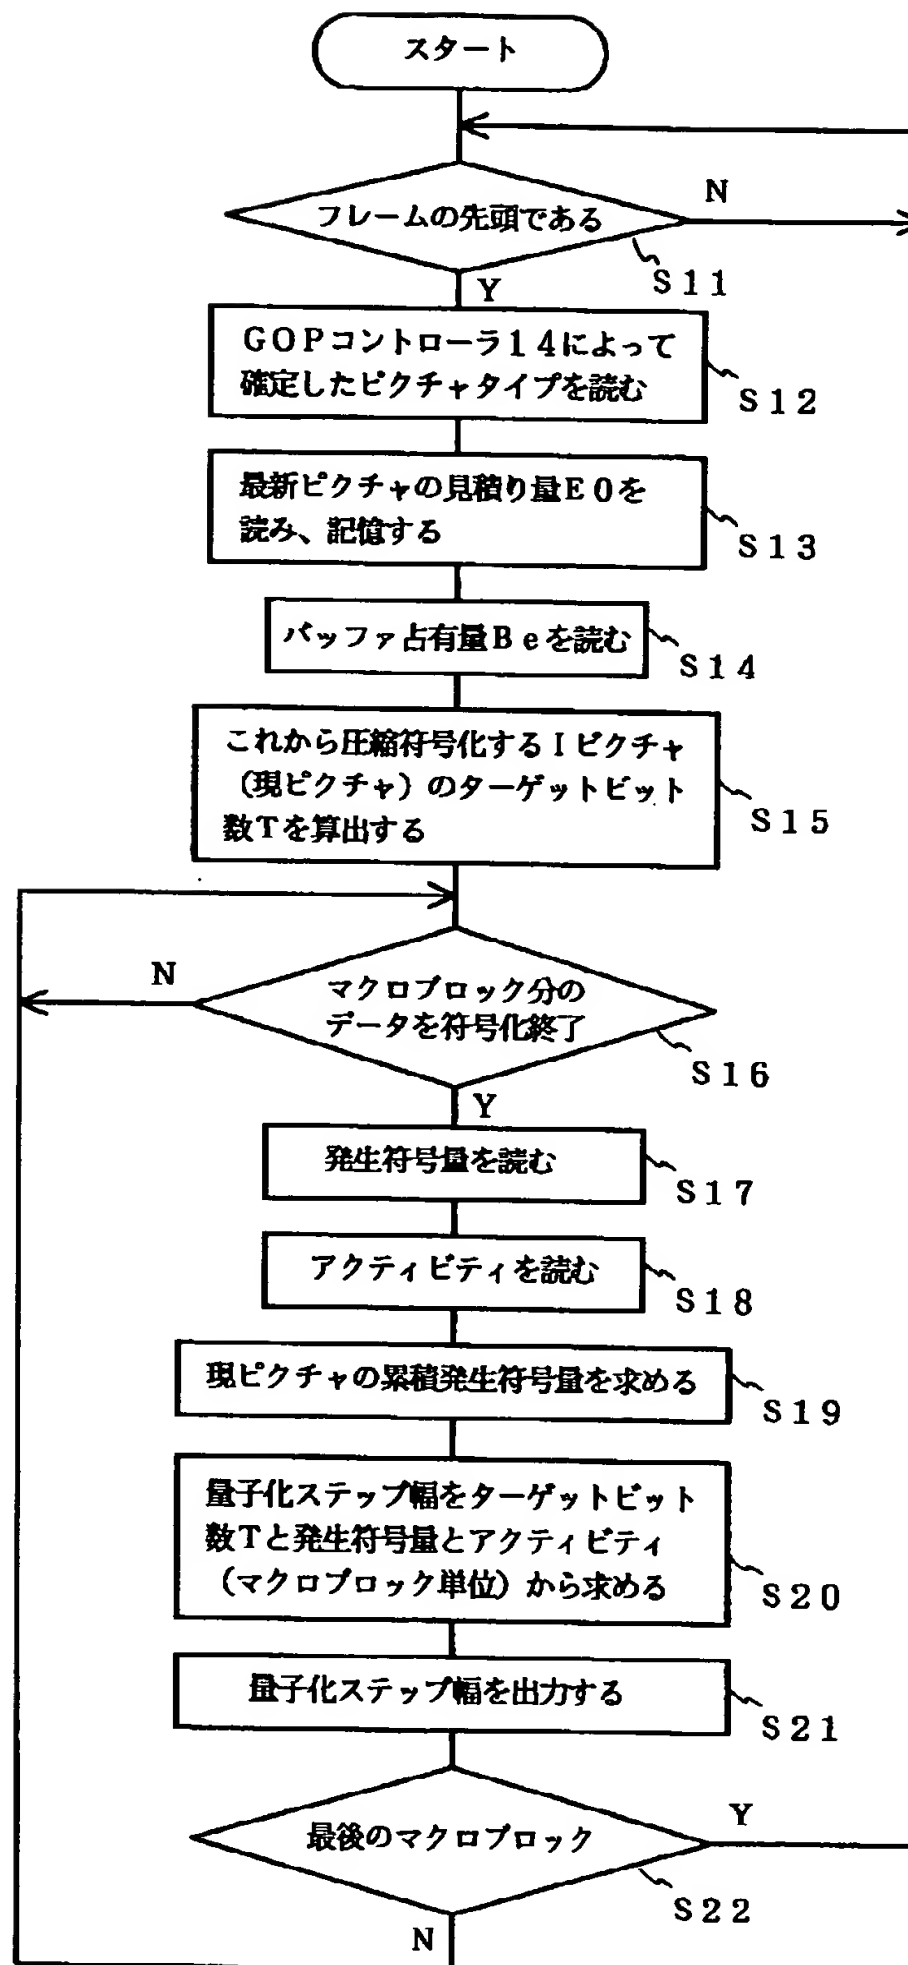 スタート
フレームの先頭である
N
S11
Y
GOPコントローラ14によって
確定したピクチャタイプを読む
S12
最新ピクチャの見積り量E0を
読み、記憶する
S13
バッファ占有量Beを読む
S14
これから圧縮符号化するIピクチャ
(現ピクチャ)のターゲットビット
数Tを算出する
S15
N
マクロブロック分の
データを符号化終了
S16
Y
発生符号量を読む
S17
アクティビティを読む
S18
現ピクチャの累積発生符号量を求める
S19
量子化ステップ幅をターゲットビット
数Tと発生符号量とアクティビティ
(マクロブロック単位)から求める
S20
量子化ステップ幅を出力する
S21
Y
最後のマクロブロック
S22
N